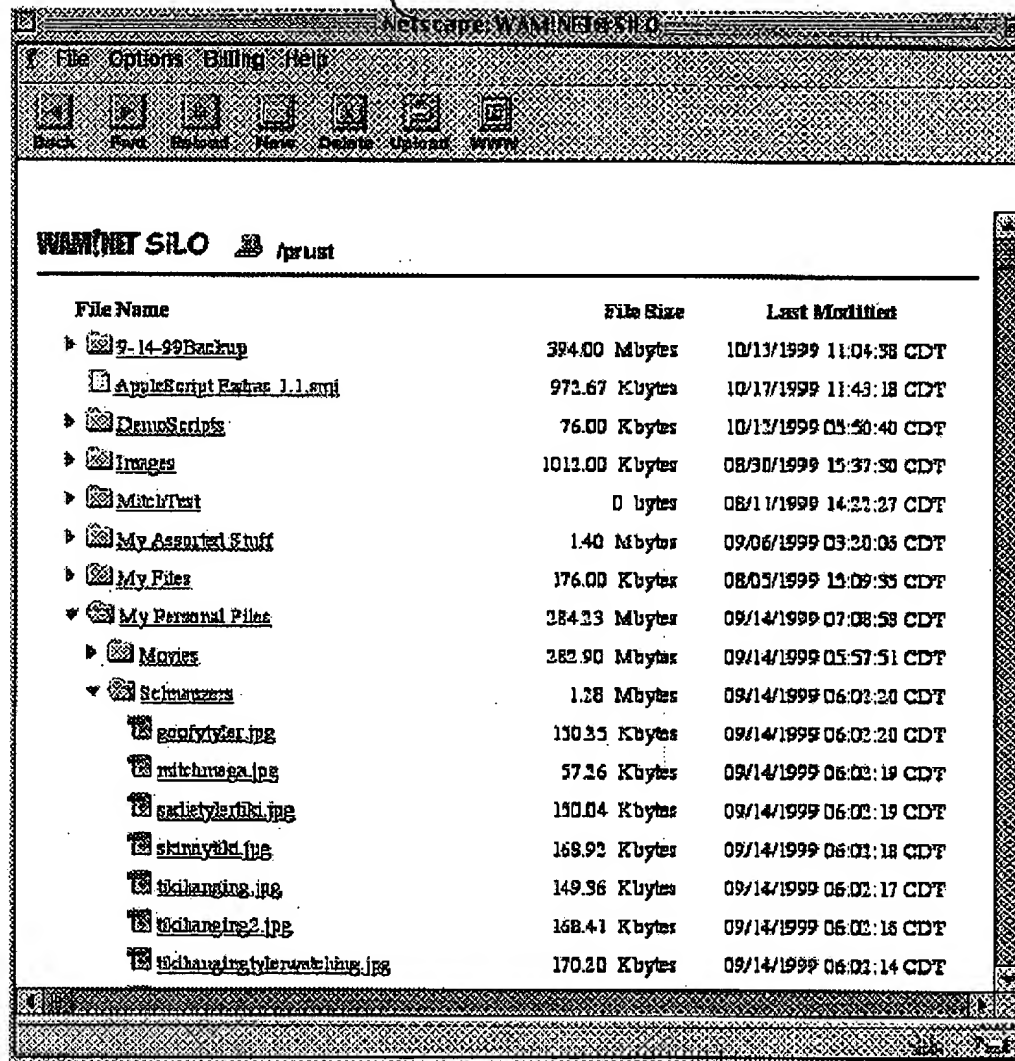 Netscape: WAM!NET SILO
File Options Billing Help
Back Fwd Reload New Delete Upload WWW
WAM!NET SILO /prust
File Name File Size Last Modified
9-14-99Backup 394.00 Mbytes 10/13/1999 11:04:38 CDT
AppleScript Extras 1.1.smi 972.67 Kbytes 10/17/1999 11:43:18 CDT
DemoScripts 76.00 Kbytes 10/13/1999 03:50:40 CDT
Images 1012.00 Kbytes 08/30/1999 15:37:30 CDT
MitchTest 0 bytes 08/11/1999 14:22:27 CDT
My Assorted Stuff 1.40 Mbytes 09/06/1999 03:20:05 CDT
My Files 176.00 Kbytes 08/05/1999 15:09:35 CDT
My Personal Files 284.23 Mbytes 09/14/1999 07:08:58 CDT
Movies 282.90 Mbytes 09/14/1999 05:57:51 CDT
Schnauzers 1.28 Mbytes 09/14/1999 06:02:20 CDT
goofytyler.jpg 150.35 Kbytes 09/14/1999 06:02:20 CDT
mitchmega.jpg 57.26 Kbytes 09/14/1999 06:02:19 CDT
sadietylertiki.jpg 150.04 Kbytes 09/14/1999 06:02:19 CDT
skinnytiki.jpg 168.92 Kbytes 09/14/1999 06:02:18 CDT
tikihanging.jpg 149.36 Kbytes 09/14/1999 06:02:17 CDT
tikihanging2.jpg 168.41 Kbytes 09/14/1999 06:02:16 CDT
tikihangingtylerwatching.jpg 170.20 Kbytes 09/14/1999 06:02:14 CDT